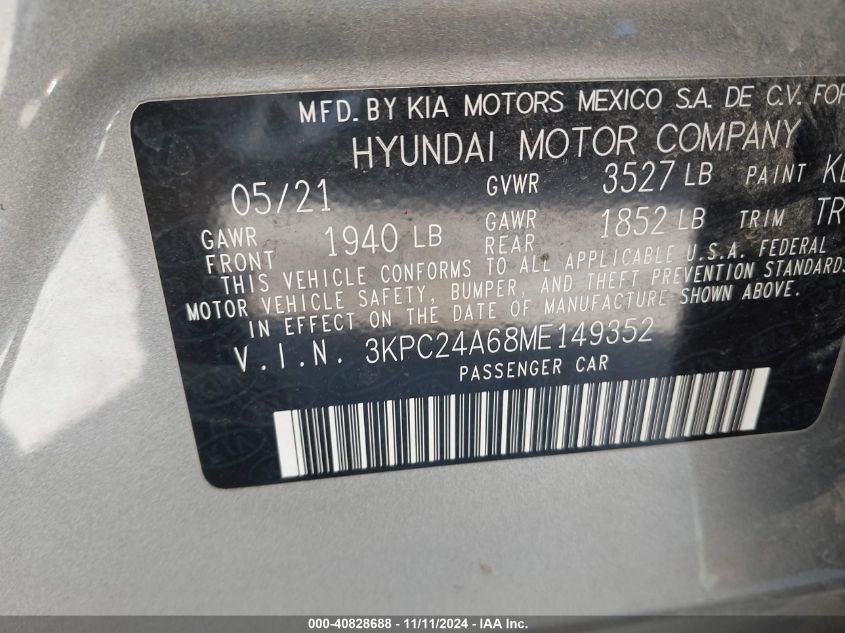 MFD. BY KIA MOTORS MEXICO S.A. DE C.V. FOR
HYUNDAI MOTOR COMPANY
05/21 GVWR 3527 LB PAINT
GAWR FRONT 1940 LB GAWR REAR 1852 LB TRIM TR
THIS VEHICLE CONFORMS TO ALL APPLICABLE U.S.A. FEDERAL
MOTOR VEHICLE SAFETY, BUMPER, AND THEFT PREVENTION STANDARDS
IN EFFECT ON THE DATE OF MANUFACTURE SHOWN ABOVE.
V.I.N. 3KPC24A68ME149352
PASSENGER CAR
000-40828688 - 11/11/2024 - IAA Inc.